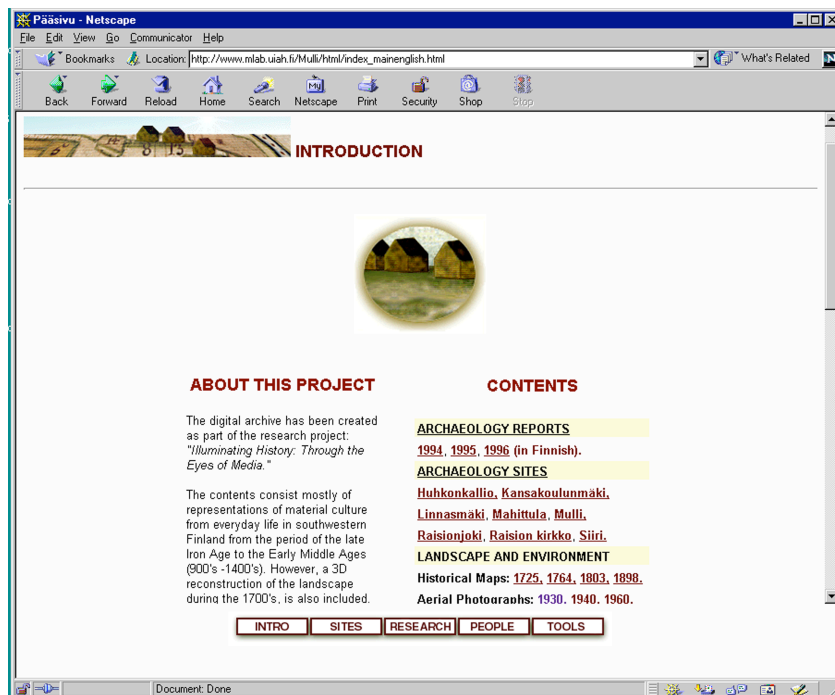 Pääsivu - Netscape
File Edit View Go Communicator Help
Bookmarks Location: http://www.mlab.uiah.fi/Mulli/html/index_mainenglish.html What's Related N
Back Forward Reload Home Search Netscape Print Security Shop Stop
My
8 13
INTRODUCTION
ABOUT THIS PROJECT
The digital archive has been created
as part of the research project:
"Illuminating History: Through the
Eyes of Media."
The contents consist mostly of
representations of material culture
from everyday life in southwestern
Finland from the period of the late
Iron Age to the Early Middle Ages
(900's -1400's). However, a 3D
reconstruction of the landscape
during the 1700's, is also included.
CONTENTS
ARCHAEOLOGY REPORTS
1994, 1995, 1996 (in Finnish).
ARCHAEOLOGY SITES
Huhkonkallio, Kansakoulunmäki,
Linnasmäki, Mahittula, Mulli,
Raisionjoki, Raision kirkko, Siiri.
LANDSCAPE AND ENVIRONMENT
Historical Maps: 1725, 1764, 1803, 1898.
Aerial Photographs: 1930. 1940. 1960.
INTRO SITES RESEARCH PEOPLE TOOLS
Document: Done